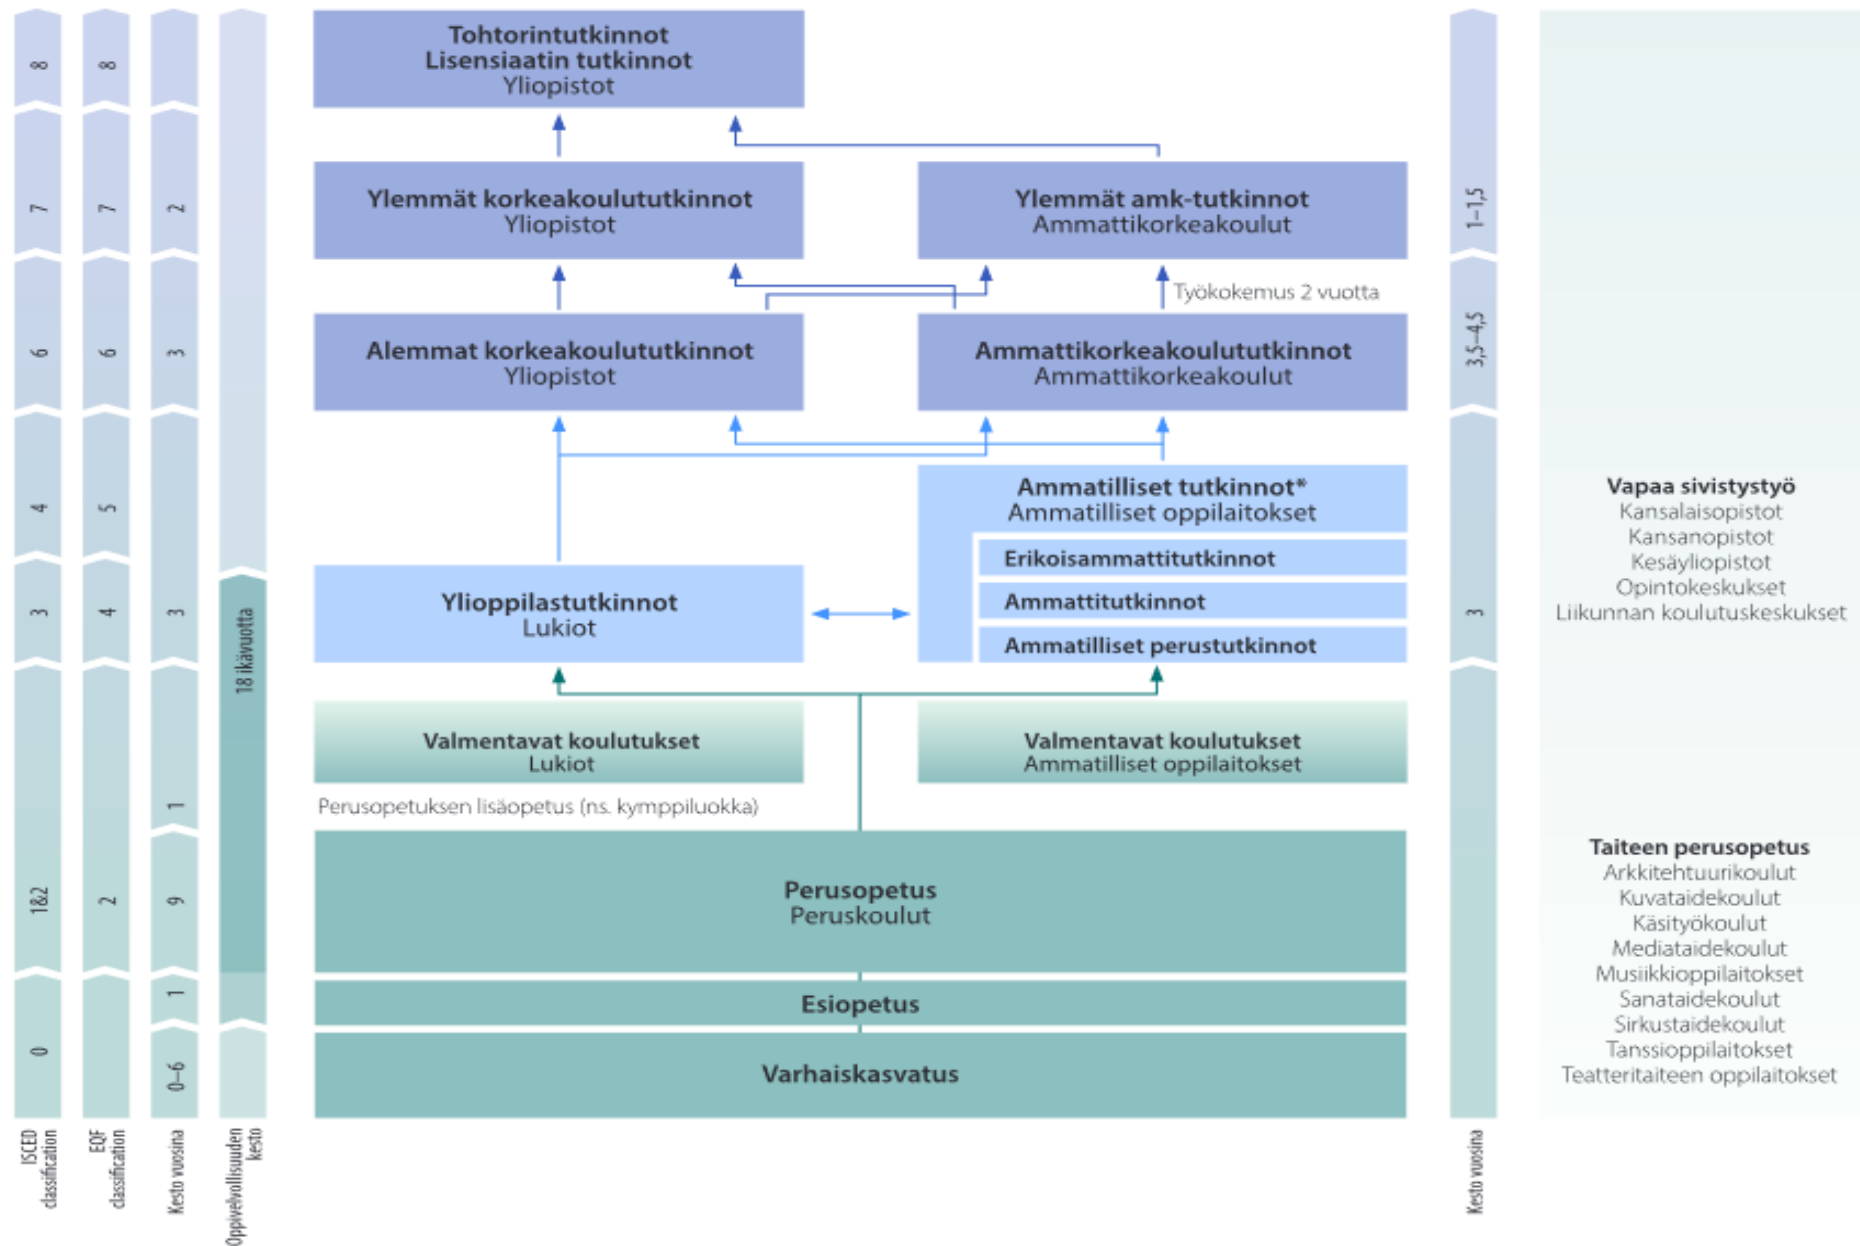 Tohtorintutkinnot
Lisensiaatin tutkinnot
Yliopistot
8
8
Ylemmät korkeakoulututkinnot
Yliopistot
Ylemmät amk-tutkinnot
Ammattikorkeakoulut
7
7
2
1–1,5
Työkokemus 2 vuotta
Alemmat korkeakoulututkinnot
Yliopistot
Ammattikorkeakoulututkinnot
Ammattikorkeakoulut
6
6
3
3,5–4,5
Ammatilliset tutkinnot*
Ammatilliset oppilaitokset
Erikoisammattitutkinnot
Ammattitutkinnot
Ammatilliset perustutkinnot
4
5
Ylioppilastutkinnot
Lukiot
3
4
3
18 ikävuotta
3
Valmentavat koulutukset
Lukiot
Valmentavat koulutukset
Ammatilliset oppilaitokset
1
Perusopetuksen lisäopetus (ns. kymppiluokka)
Perusopetus
Peruskoulut
1&2
2
9
Esiopetus
1
Varhaiskasvatus
0
0–6
ISCED
classification
EQF
classification
Kesto vuosina
Oppivelvollisuuden
kesto
Kesto vuosina
Vapaa sivistystyö
Kansalaisopistot
Kansanopistot
Kesäyliopistot
Opintokeskukset
Liikunnan koulutuskeskukset
Taiteen perusopetus
Arkkitehtuurikoulut
Kuvataidekoulut
Käsityökoulut
Mediataidekoulut
Musiikkioppilaitokset
Sanataidekoulut
Sirkustaidekoulut
Tanssioppilaitokset
Teatteritaiteen oppilaitokset